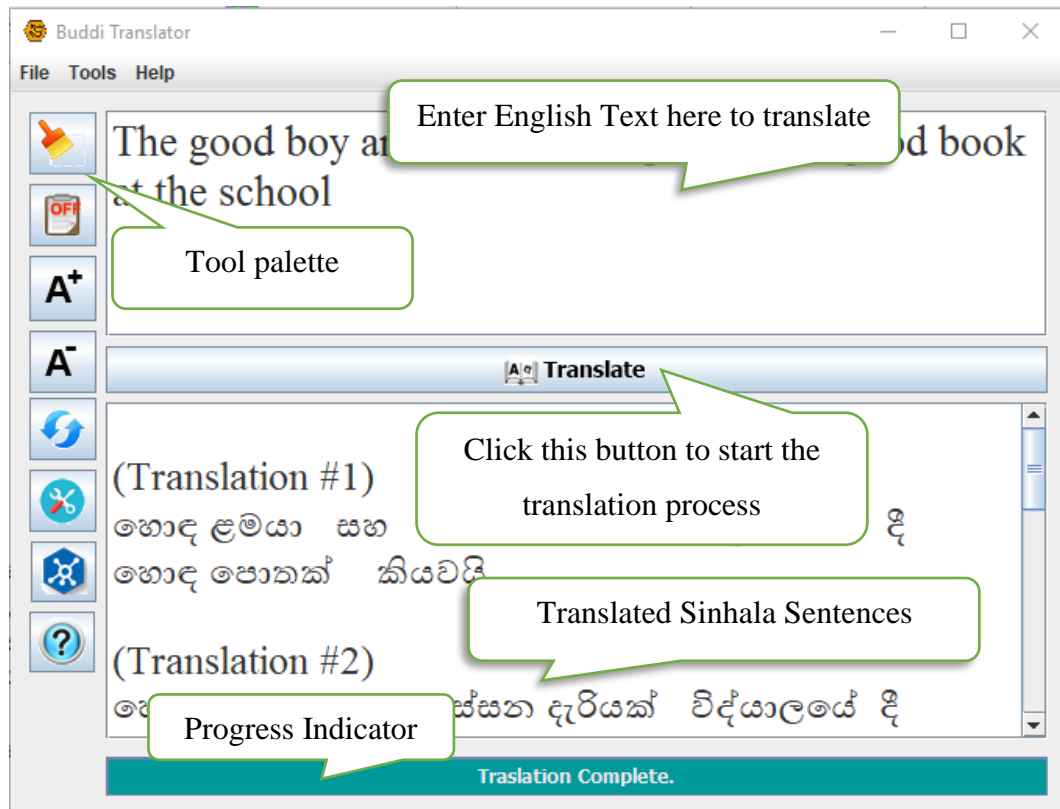 Buddi Translator
File Tools Help
Enter English Text here to translate
The good boy book
at the school
OFF
Tool palette
A+
A-
Translate
Click this button to start the
translation process
(Translation #1)
හොඳ ළමයා සහ දී
හොඳ පොතක් කියවයි
Translated Sinhala Sentences
(Translation #2)
දැරියක් විද්යාලයේ දී
Progress Indicator
Traslation Complete.